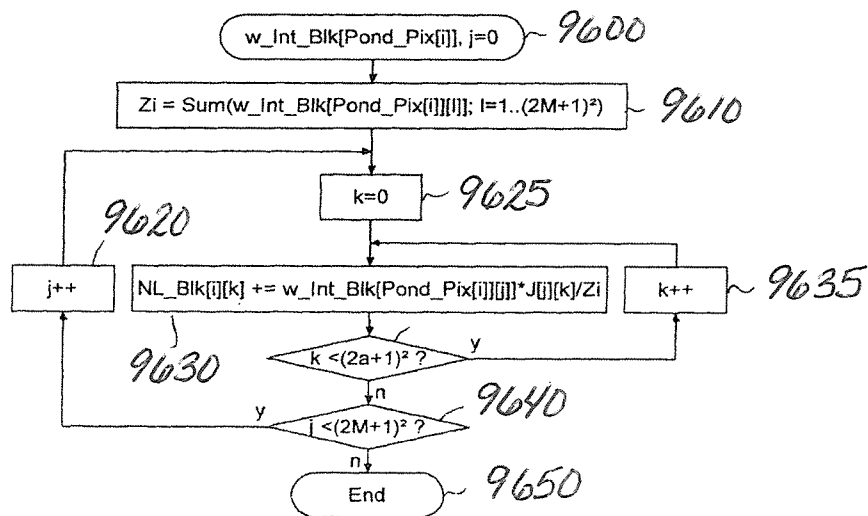 w_Int_Blk[Pond_Pix[i]], j=0
9600
Zi = Sum(w_Int_Blk[Pond_Pix[i]][l]]; l=1..(2M+1)²)
9610
k=0
9625
9620
j++
NL_Blk[i][k] += w_Int_Blk[Pond_Pix[i]][j]]*J[j][k]/Zi
k++
9635
9630
k <(2a+1)² ?
y
n
9640
y
j <(2M+1)² ?
n
End
9650